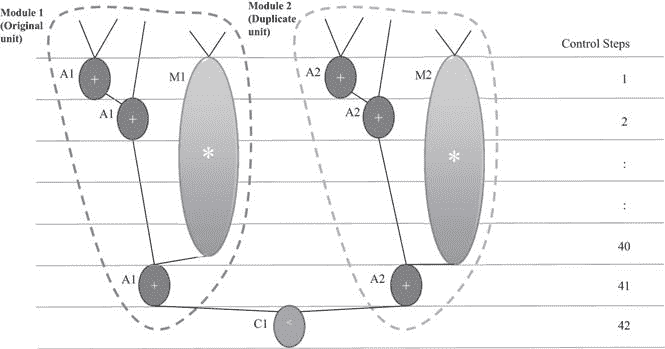 Module 1
(Original
unit)
Module 2
(Duplicate
unit)
Control Steps
A1
+
M1
A2
+
M2
1
A1
+
A2
+
2
*
*
:
:
40
A1
+
A2
+
41
C1
<
42